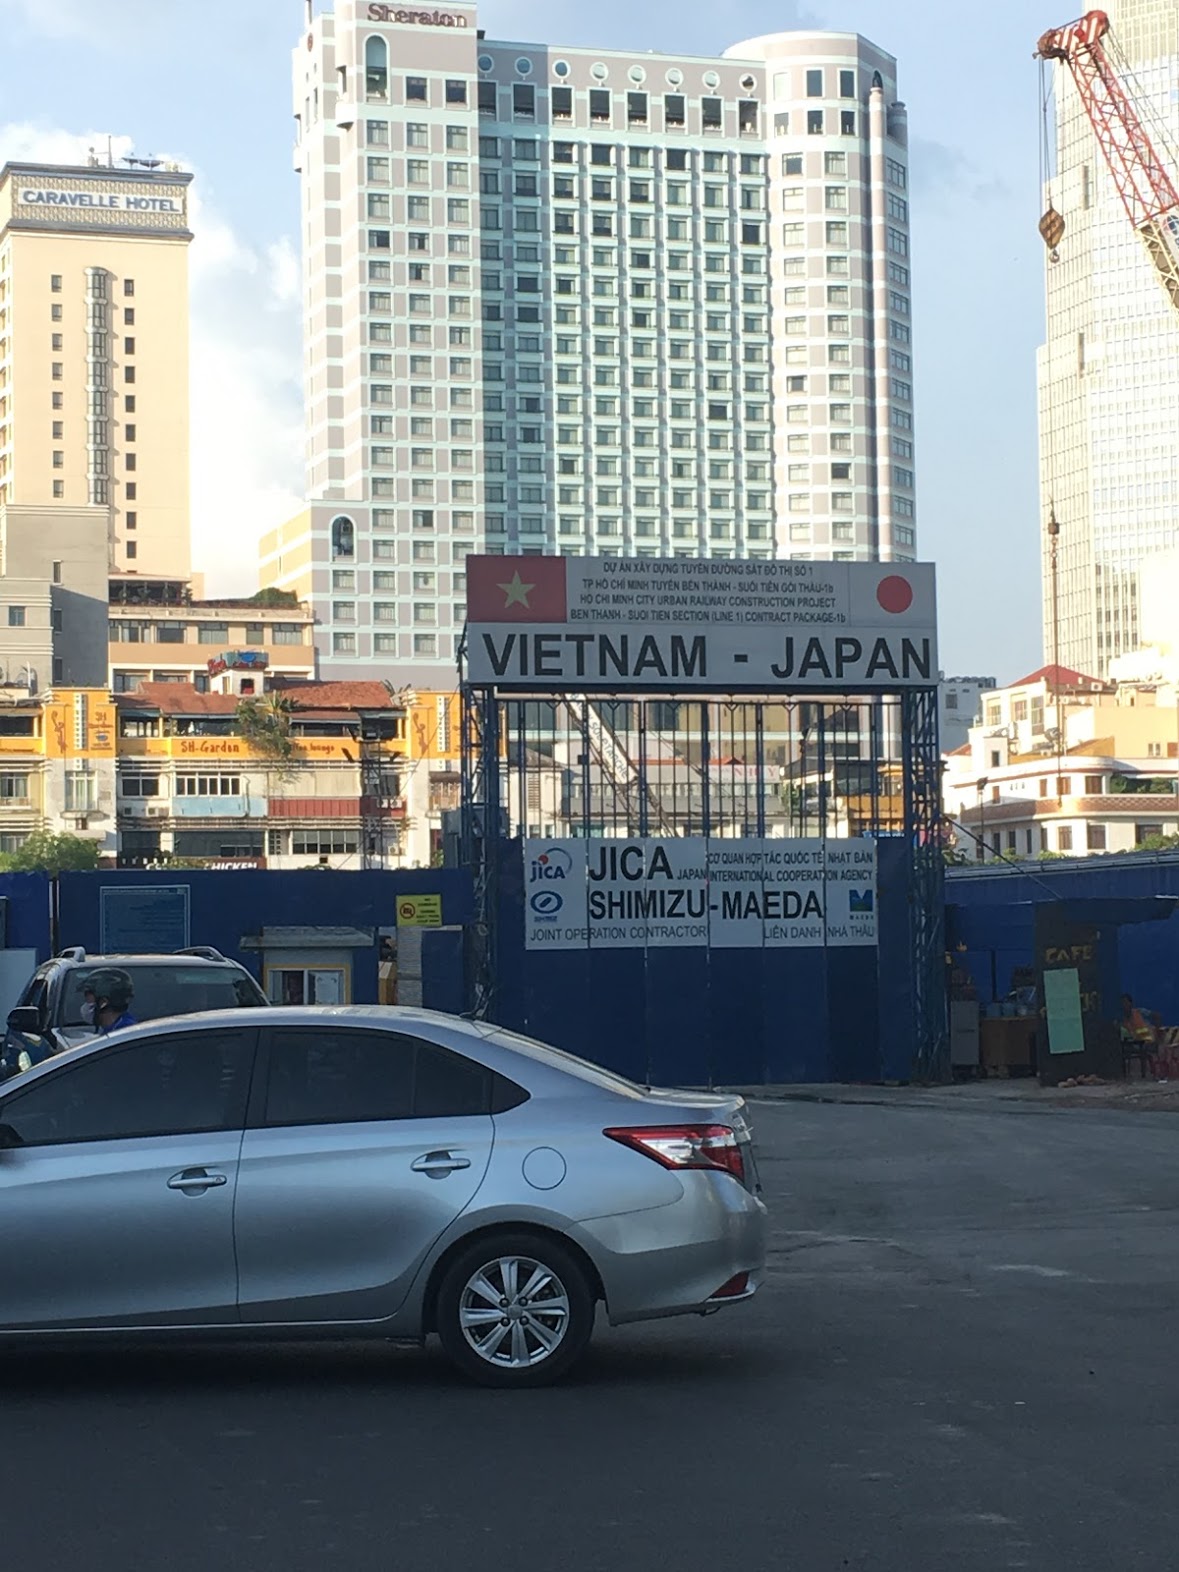 Sheraton
CARAVELLE HOTEL
DỰ ÁN XÂY DỰNG TUYẾN ĐƯỜNG SẮT ĐÔ THỊ SỐ 1
TP HỒ CHÍ MINH TUYẾN BẾN THÀNH - SUỐI TIÊN GÓI THẦU-1b
HO CHI MINH CITY URBAN RAILWAY CONSTRUCTION PROJECT
BEN THANH - SUOI TIEN SECTION (LINE 1) CONTRACT PACKAGE-1b
VIETNAM - JAPAN
SH-Garden
CHICKEN
JICA
JICA
CƠ QUAN HỢP TÁC QUỐC TẾ NHẬT BẢN
JAPAN INTERNATIONAL COOPERATION AGENCY
SHIMIZU-MAEDA
MAEDA
JOINT OPERATION CONTRACTOR
LIÊN DANH NHÀ THẦU
CAFE